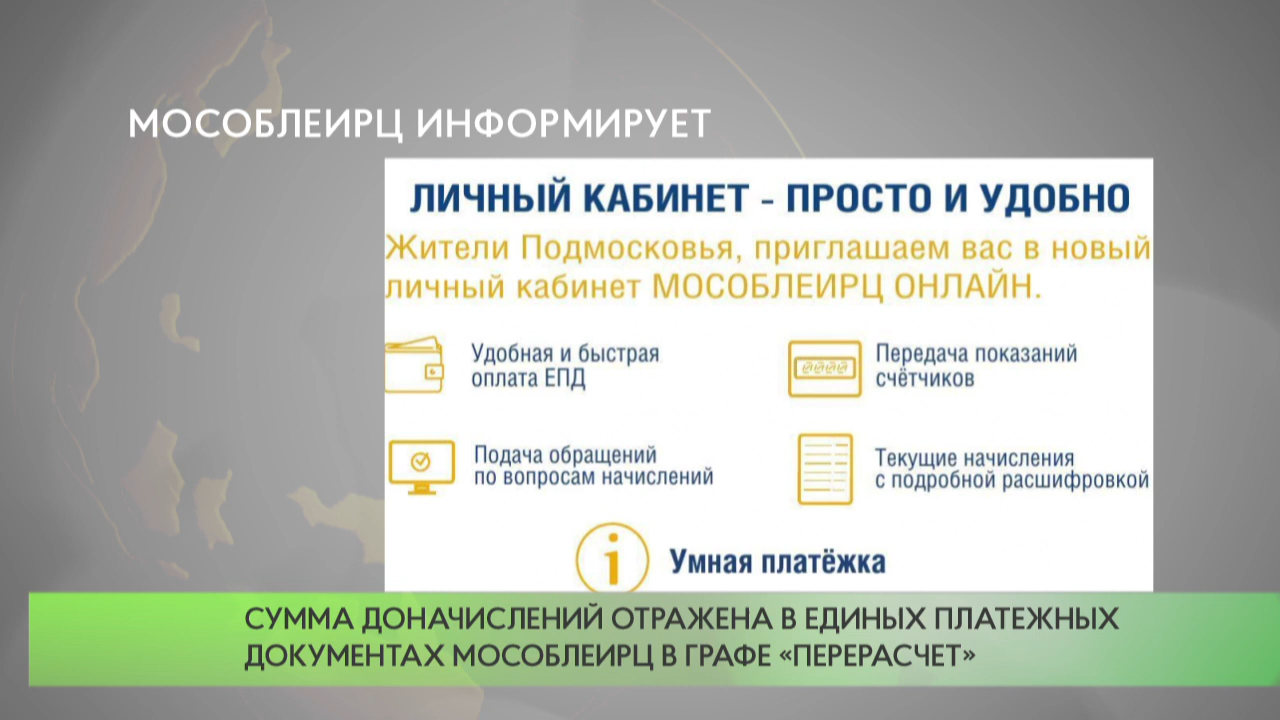 МОСОБЛЕИРЦ ИНФОРМИРУЕТ
ЛИЧНЫЙ КАБИНЕТ - ПРОСТО И УДОБНО
Жители Подмосковья, приглашаем вас в новый
личный кабинет МОСОБЛЕИРЦ ОНЛАЙН.
Удобная и быстрая
оплата ЕПД
Передача показаний
счётчиков
Подача обращений
по вопросам начислений
Текущие начисления
с подробной расшифровкой
Умная платёжка
СУММА ДОНАЧИСЛЕНИЙ ОТРАЖЕНА В ЕДИНЫХ ПЛАТЕЖНЫХ
ДОКУМЕНТАХ МОСОБЛЕИРЦ В ГРАФЕ «ПЕРЕРАСЧЕТ»